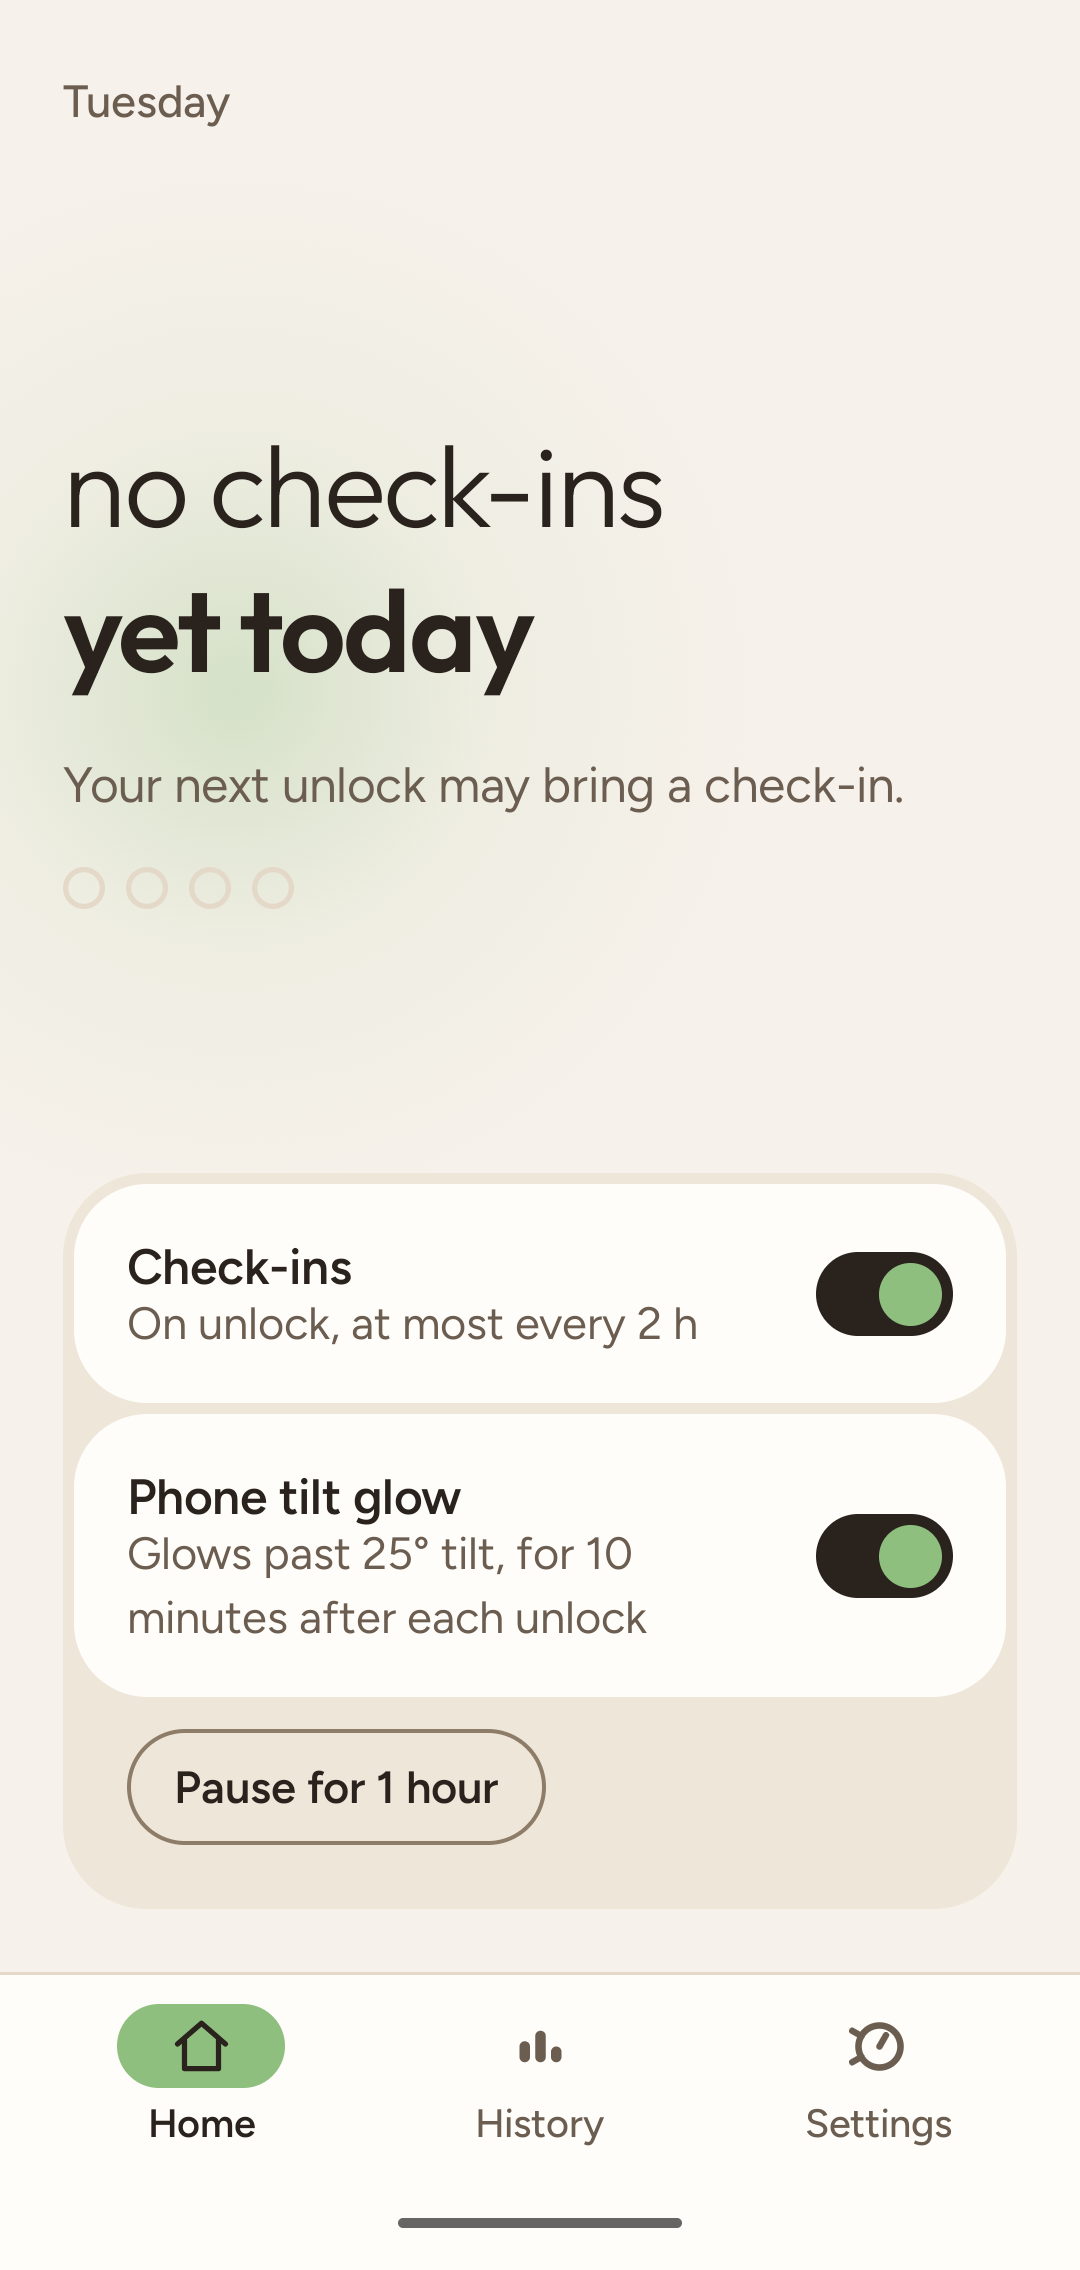 Tuesday
no check-ins
yet today
Your next unlock may bring a check-in.
Check-ins
On unlock, at most every 2 h
Phone tilt glow
Glows past 25° tilt, for 10
minutes after each unlock
Pause for 1 hour
Home
History
Settings